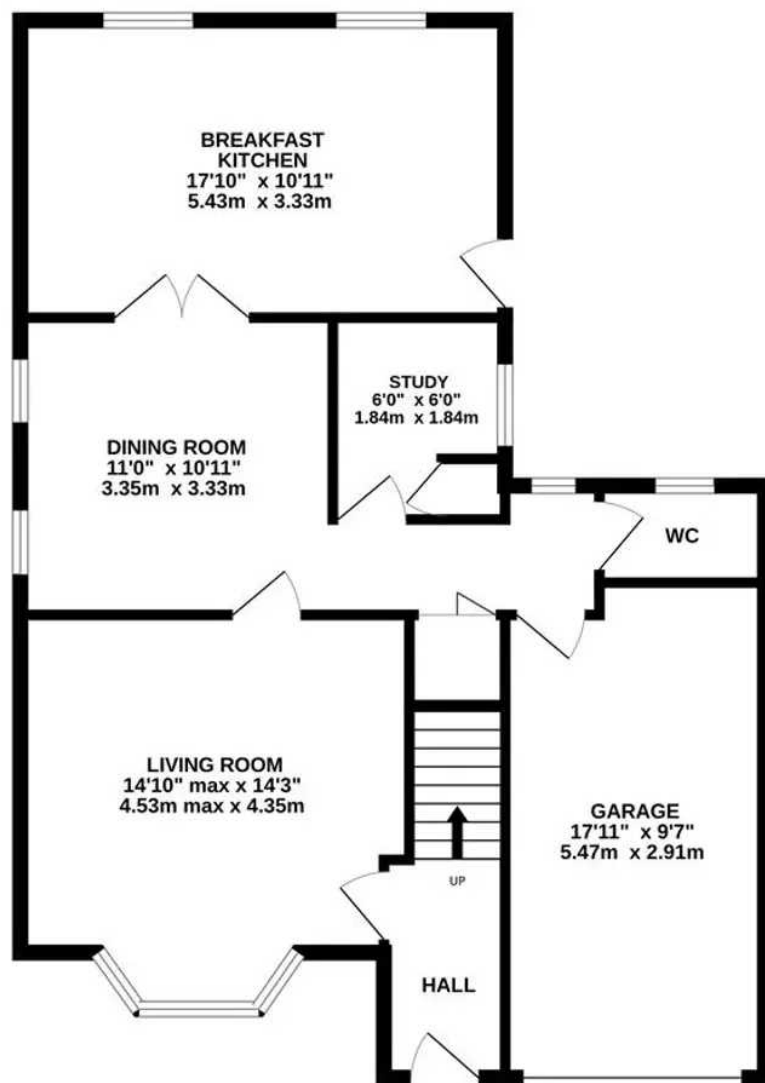 BREAKFAST
KITCHEN
17'10" x 10'11"
5.43m x 3.33m
STUDY
6'0" x 6'0"
1.84m x 1.84m
DINING ROOM
11'0" x 10'11"
3.35m x 3.33m
WC
LIVING ROOM
14'10" max x 14'3"
4.53m max x 4.35m
GARAGE
17'11" x 9'7"
5.47m x 2.91m
UP
HALL